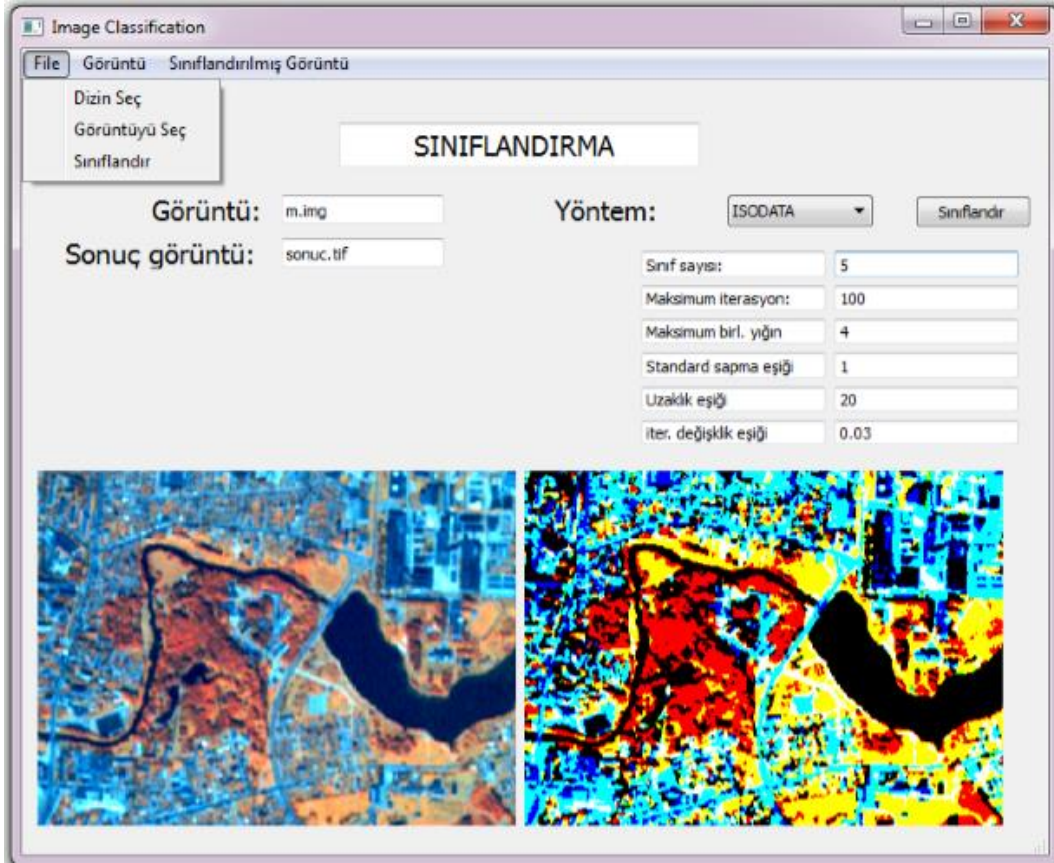 Image Classification
File Görüntü Sınıflandırılmış Görüntü
Dizin Seç
Görüntüyü Seç
Sınıflandır
SINIFLANDIRMA
Görüntü: m.img Yöntem: ISODATA Sınıflandır
Sonuç görüntü: sonuc.tif
Sınıf sayısı: 5
Maksimum iterasyon: 100
Maksimum birl. yığın 4
Standard sapma eşiği 1
Uzaklık eşiği 20
iter. değişklik eşiği 0.03